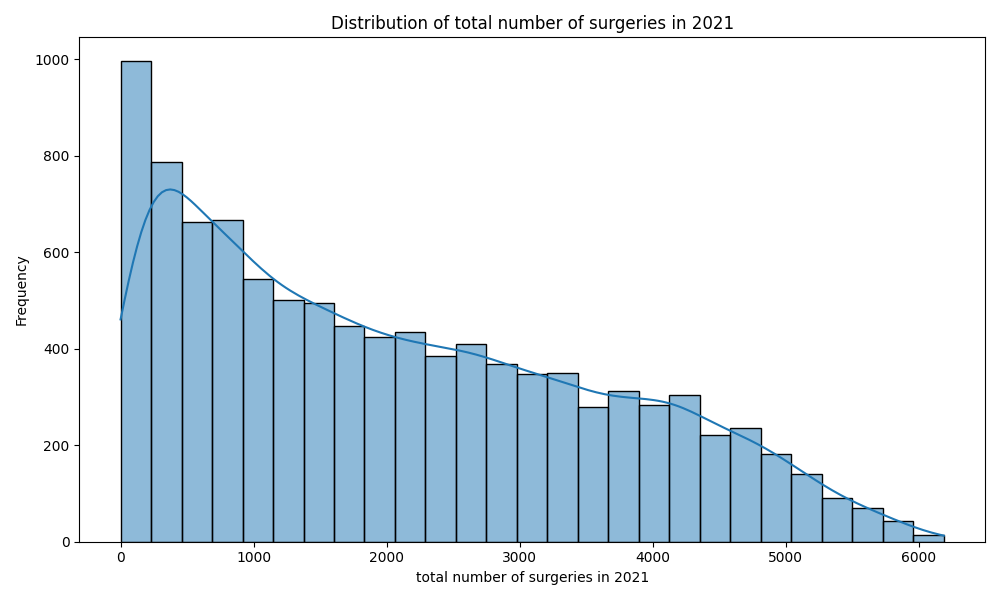 Distribution of total number of surgeries in 2021
Frequency
1000
800
600
400
200
0
0 1000 2000 3000 4000 5000 6000
total number of surgeries in 2021